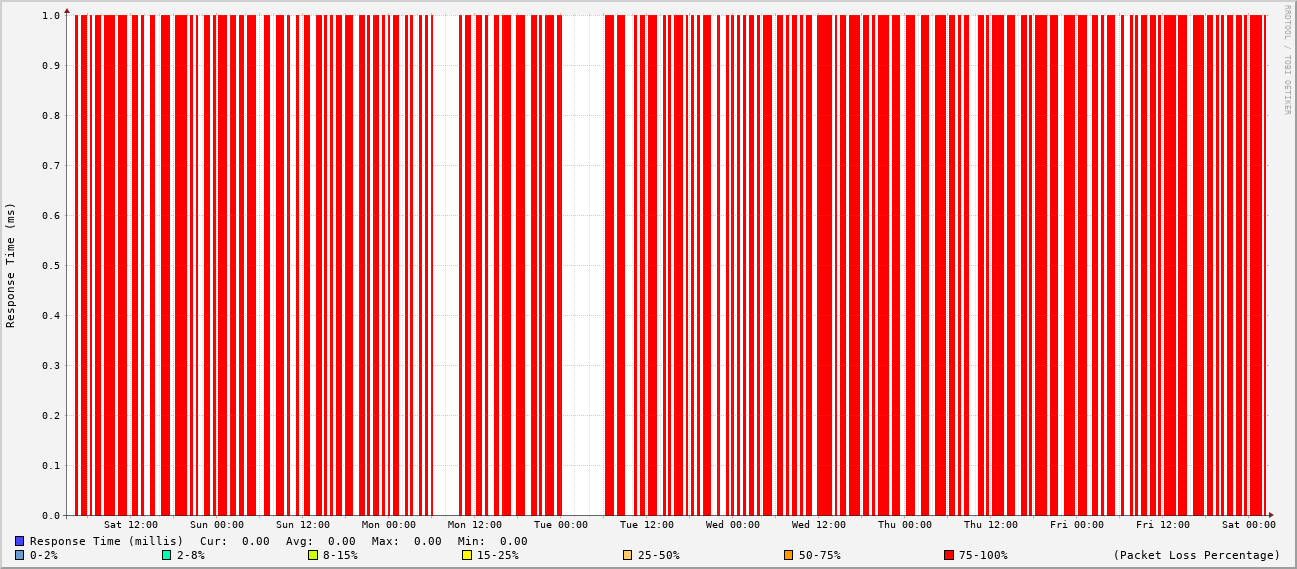 RRDTOOL / TOBI OETIKER
Response Time (ms)
1.0
0.9
0.8
0.7
0.6
0.5
0.4
0.3
0.2
0.1
0.0
Sat 12:00 Sun 00:00 Sun 12:00 Mon 00:00 Mon 12:00 Tue 00:00 Tue 12:00 Wed 00:00 Wed 12:00 Thu 00:00 Thu 12:00 Fri 00:00 Fri 12:00 Sat 00:00
Response Time (millis) Cur: 0.00 Avg: 0.00 Max: 0.00 Min: 0.00
0-2% 2-8% 8-15% 15-25% 25-50% 50-75% 75-100% (Packet Loss Percentage)